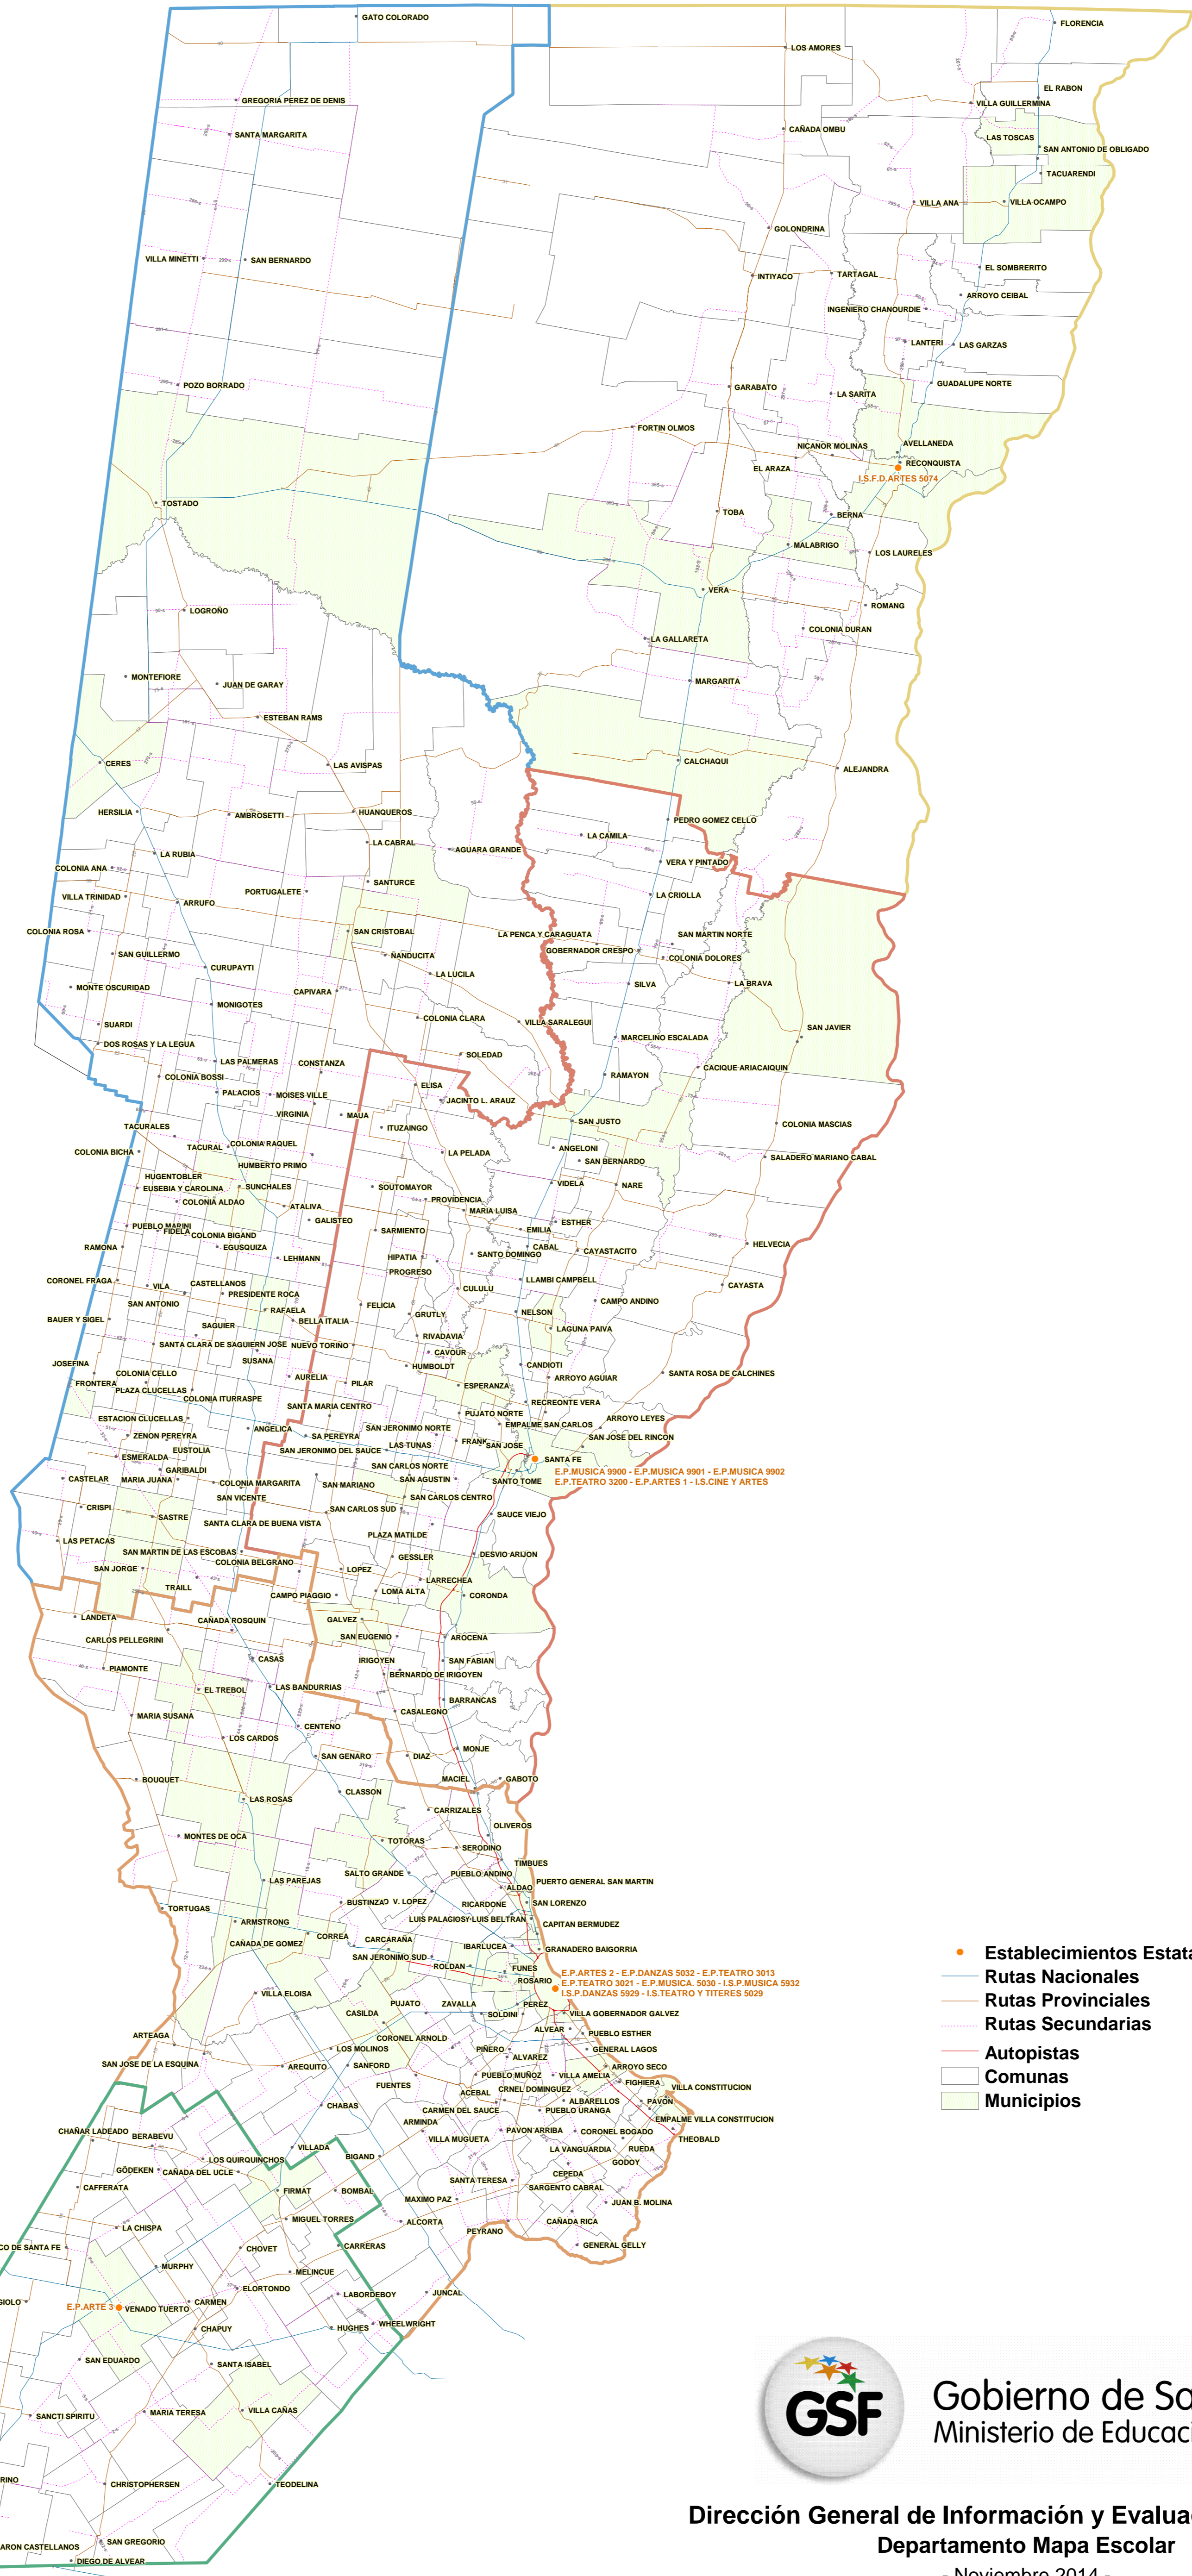 GATO COLORADO
FLORENCIA
LOS AMORES
EL RABON
GREGORIA PEREZ DE DENIS
VILLA GUILLERMINA
SANTA MARGARITA
CAÑADA OMBU
LAS TOSCAS
SAN ANTONIO DE OBLIGADO
TACUARENDI
VILLA ANA
VILLA OCAMPO
GOLONDRINA
VILLA MINETTI
SAN BERNARDO
EL SOMBRERITO
INTIYACO
TARTAGAL
ARROYO CEIBAL
INGENIERO CHANOURDIE
LANTERI
LAS GARZAS
POZO BORRADO
GARABATO
GUADALUPE NORTE
LA SARITA
FORTIN OLMOS
NICANOR MOLINAS
AVELLANEDA
EL ARAZA
RECONQUISTA
I.S.F.D.ARTES 5074
TOSTADO
TOBA
BERNA
MALABRIGO
LOS LAURELES
VERA
LOGROÑO
ROMANG
COLONIA DURAN
LA GALLARETA
MONTEFIORE
JUAN DE GARAY
MARGARITA
ESTEBAN RAMS
CERES
LAS AVISPAS
CALCHAQUI
ALEJANDRA
HERSILIA
AMBROSETTI
HUANQUEROS
PEDRO GOMEZ CELLO
LA CAMILA
LA CABRAL
AGUARA GRANDE
LA RUBIA
VERA Y PINTADO
COLONIA ANA
SANTURCE
PORTUGALETE
VILLA TRINIDAD
LA CRIOLLA
ARRUFO
COLONIA ROSA
SAN CRISTOBAL
LA PENCA Y CARAGUATA
SAN MARTIN NORTE
GOBERNADOR CRESPO
SAN GUILLERMO
ÑANDUCITA
COLONIA DOLORES
CURUPAYTI
LA LUCILA
MONTE OSCURIDAD
CAPIVARA
SILVA
LA BRAVA
MONIGOTES
COLONIA CLARA
VILLA SARALEGUI
SUARDI
SAN JAVIER
DOS ROSAS Y LA LEGUA
MARCELINO ESCALADA
SOLEDAD
LAS PALMERAS
CONSTANZA
CACIQUE ARIACAIQUIN
COLONIA BOSSI
RAMAYON
ELISA
PALACIOS
MOISES VILLE
JACINTO L. ARAUZ
VIRGINIA
MAUA
SAN JUSTO
COLONIA MASCIAS
TACURALES
ITUZAINGO
TACURAL
COLONIA RAQUEL
COLONIA BICHA
LA PELADA
ANGELONI
SALADERO MARIANO CABAL
HUMBERTO PRIMO
SAN BERNARDO
HUGENTOBLER
EUSEBIA Y CAROLINA
SUNCHALES
SOUTOMAYOR
VIDELA
NARE
COLONIA ALDAO
ATALIVA
PROVIDENCIA
MARIA LUISA
GALISTEO
ESTHER
PUEBLO MARINI
FIDELA
COLONIA BIGAND
SARMIENTO
EMILIA
RAMONA
EGUSQUIZA
CABAL
HELVECIA
LEHMANN
HIPATIA
SANTO DOMINGO
CAYASTACITO
PROGRESO
CORONEL FRAGA
VILA
CASTELLANOS
LLAMBI CAMPBELL
CAYASTA
PRESIDENTE ROCA
CULULU
SAN ANTONIO
FELICIA
CAMPO ANDINO
RAFAELA
GRUTLY
NELSON
BAUER Y SIGEL
BELLA ITALIA
SAGUIER
LAGUNA PAIVA
RIVADAVIA
SANTA CLARA DE SAGUIER
N JOSE
NUEVO TORINO
CAVOUR
JOSEFINA
SUSANA
HUMBOLDT
CANDIOTI
COLONIA CELLO
AURELIA
ARROYO AGUIAR
SANTA ROSA DE CALCHINES
FRONTERA
PILAR
ESPERANZA
PLAZA CLUCELLAS
COLONIA ITURRASPE
RECREO
NTE VERA
SANTA MARIA CENTRO
PUJATO NORTE
ESTACION CLUCELLAS
ARROYO LEYES
ANGELICA
SAN JERONIMO NORTE
EMPALME SAN CARLOS
ZENON PEREYRA
SA PEREYRA
FRANK
SAN JOSE DEL RINCON
EUSTOLIA
SAN JERONIMO DEL SAUCE
LAS TUNAS
SAN JOSE
ESMERALDA
SANTA FE
GARIBALDI
SAN CARLOS NORTE
E.P.MUSICA 9900 - E.P.MUSICA 9901 - E.P.MUSICA 9902
E.P.TEATRO 3200 - E.P.ARTES 1 - I.S.CINE Y ARTES
CASTELAR
MARIA JUANA
COLONIA MARGARITA
SAN MARIANO
SAN AGUSTIN
SANTO TOME
SAN VICENTE
SAN CARLOS CENTRO
CRISPI
SAN CARLOS SUD
SASTRE
SANTA CLARA DE BUENA VISTA
SAUCE VIEJO
LAS PETACAS
PLAZA MATILDE
SAN MARTIN DE LAS ESCOBAS
GESSLER
DESVIO ARIJON
SAN JORGE
COLONIA BELGRANO
LOPEZ
TRAILL
LARRECHEA
CAMPO PIAGGIO
LOMA ALTA
CORONDA
LANDETA
CAÑADA ROSQUIN
GALVEZ
CARLOS PELLEGRINI
SAN EUGENIO
AROCENA
CASAS
IRIGOYEN
SAN FABIAN
PIAMONTE
BERNARDO DE IRIGOYEN
EL TREBOL
LAS BANDURRIAS
BARRANCAS
MARIA SUSANA
CASALEGNO
CENTENO
LOS CARDOS
MONJE
SAN GENARO
DIAZ
BOUQUET
MACIEL
GABOTO
LAS ROSAS
CLASSON
CARRIZALES
MONTES DE OCA
OLIVEROS
TOTORAS
SERODINO
TIMBUES
SALTO GRANDE
PUEBLO ANDINO
LAS PAREJAS
ALDAO
PUERTO GENERAL SAN MARTIN
BUSTINZA
V. LOPEZ
RICARDONE
SAN LORENZO
TORTUGAS
ARMSTRONG
LUIS PALACIOS
Y LUIS BELTRAN
CAPITAN BERMUDEZ
CAÑADA DE GOMEZ
CORREA
CARCARAÑA
IBARLUCEA
GRANADERO BAIGORRIA
SAN JERONIMO SUD
ROLDAN
FUNES
E.P.ARTES 2 - E.P.DANZAS 5032 - E.P.TEATRO 3013
ROSARIO
E.P.TEATRO 3021 - E.P.MUSICA. 5030 - I.S.P.MUSICA 5932
I.S.P.DANZAS 5929 - I.S.TEATRO Y TITERES 5029
VILLA ELOISA
CASILDA
PUJATO
ZAVALLA
PEREZ
SOLDINI
VILLA GOBERNADOR GALVEZ
ALVEAR
PUEBLO ESTHER
ARTEAGA
CORONEL ARNOLD
LOS MOLINOS
PIÑERO
GENERAL LAGOS
ALVAREZ
SAN JOSE DE LA ESQUINA
AREQUITO
SANFORD
ARROYO SECO
PUEBLO MUÑOZ
VILLA AMELIA
FIGHIERA
FUENTES
ACEBAL
CRNEL DOMINGUEZ
VILLA CONSTITUCION
CHABAS
CARMEN DEL SAUCE
ALBARELLOS
PAVÓN
PUEBLO URANGA
ARMINDA
EMPALME VILLA CONSTITUCION
CHAÑAR LADEADO
BERABEVU
VILLA MUGUETA
PAVON ARRIBA
CORONEL BOGADO
THEOBALD
VILLADA
LA VANGUARDIA
RUEDA
LOS QUIRQUINCHOS
BIGAND
GODOY
GÖDEKEN
CAÑADA DEL UCLE
CEPEDA
CAFFERATA
FIRMAT
BOMBAL
SANTA TERESA
SARGENTO CABRAL
MAXIMO PAZ
JUAN B. MOLINA
LA CHISPA
MIGUEL TORRES
ALCORTA
CAÑADA RICA
PEYRANO
CO DE SANTA FE
CHOVET
CARRERAS
GENERAL GELLY
MURPHY
MELINCUE
ELORTONDO
LABORDEBOY
JUNCAL
GIOLO
E.P.ARTE 3
VENADO TUERTO
CARMEN
CHAPUY
HUGHES
WHEELWRIGHT
SAN EDUARDO
SANTA ISABEL
SANCTI SPIRITU
MARIA TERESA
VILLA CAÑAS
RINO
CHRISTOPHERSEN
TEODELINA
SAN GREGORIO
AARON CASTELLANOS
DIEGO DE ALVEAR
Establecimientos Estata
Rutas Nacionales
Rutas Provinciales
Rutas Secundarias
Autopistas
Comunas
Municipios
GSF
Gobierno de Sa
Ministerio de Educaci
Dirección General de Información y Evalua
Departamento Mapa Escolar
- Noviembre 2014 -